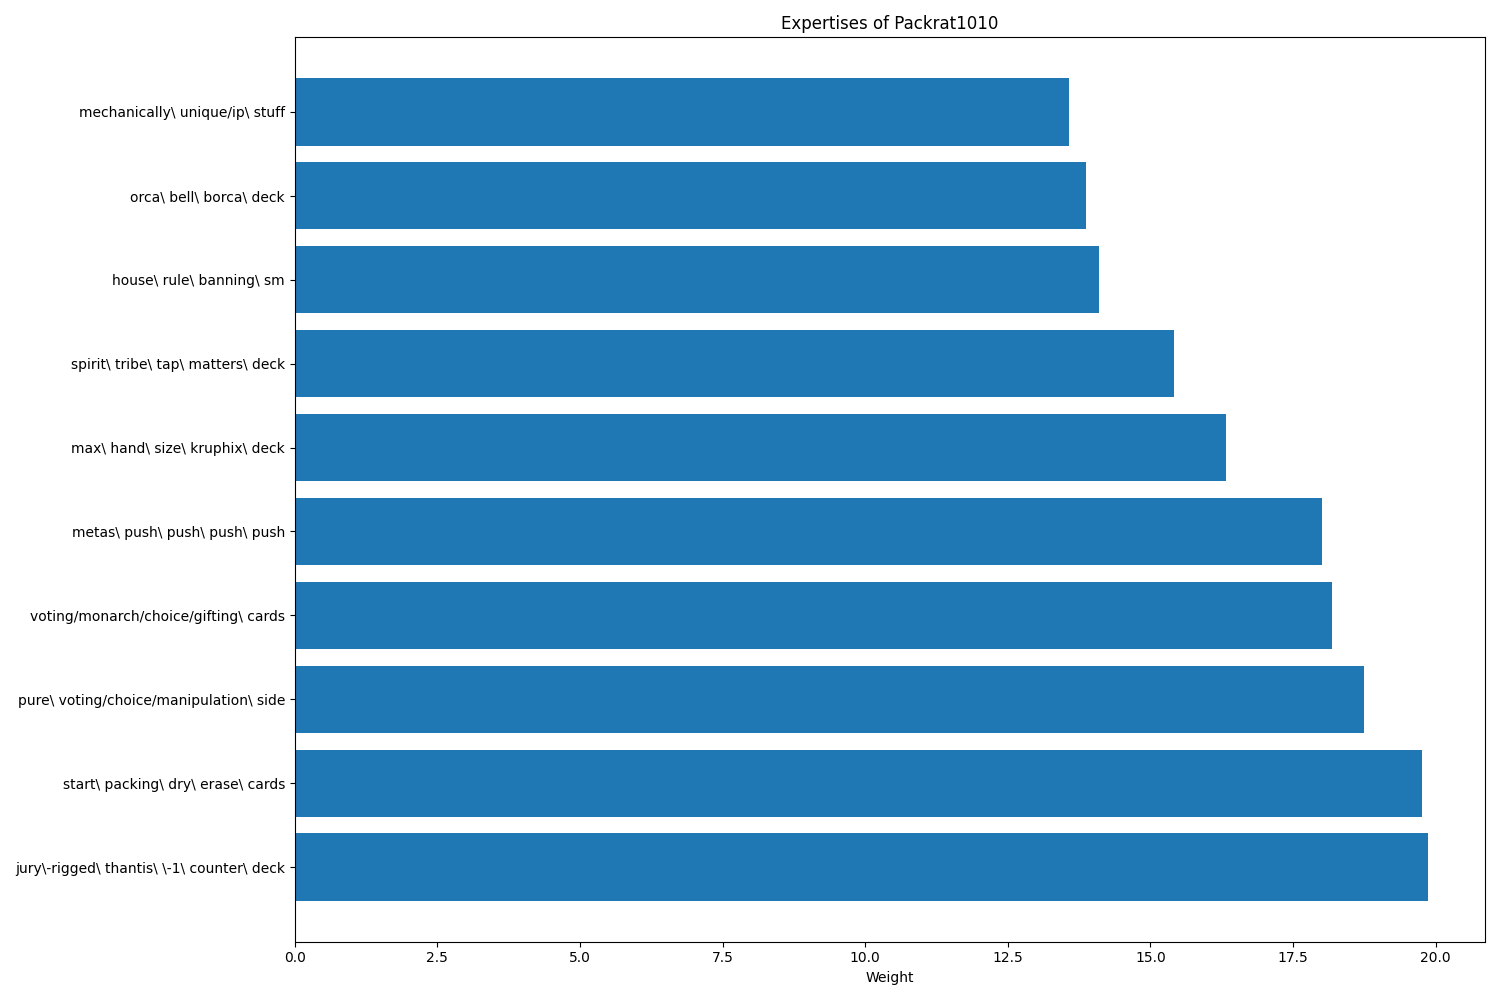 Expertises of Packrat1010
mechanically\ unique/ip\ stuff
orca\ bell\ borca\ deck
house\ rule\ banning\ sm
spirit\ tribe\ tap\ matters\ deck
max\ hand\ size\ kruphix\ deck
metas\ push\ push\ push\ push
voting/monarch/choice/gifting\ cards
pure\ voting/choice/manipulation\ side
start\ packing\ dry\ erase\ cards
jury\-rigged\ thantis\ \-1\ counter\ deck
0.0 2.5 5.0 7.5 10.0 12.5 15.0 17.5 20.0
Weight